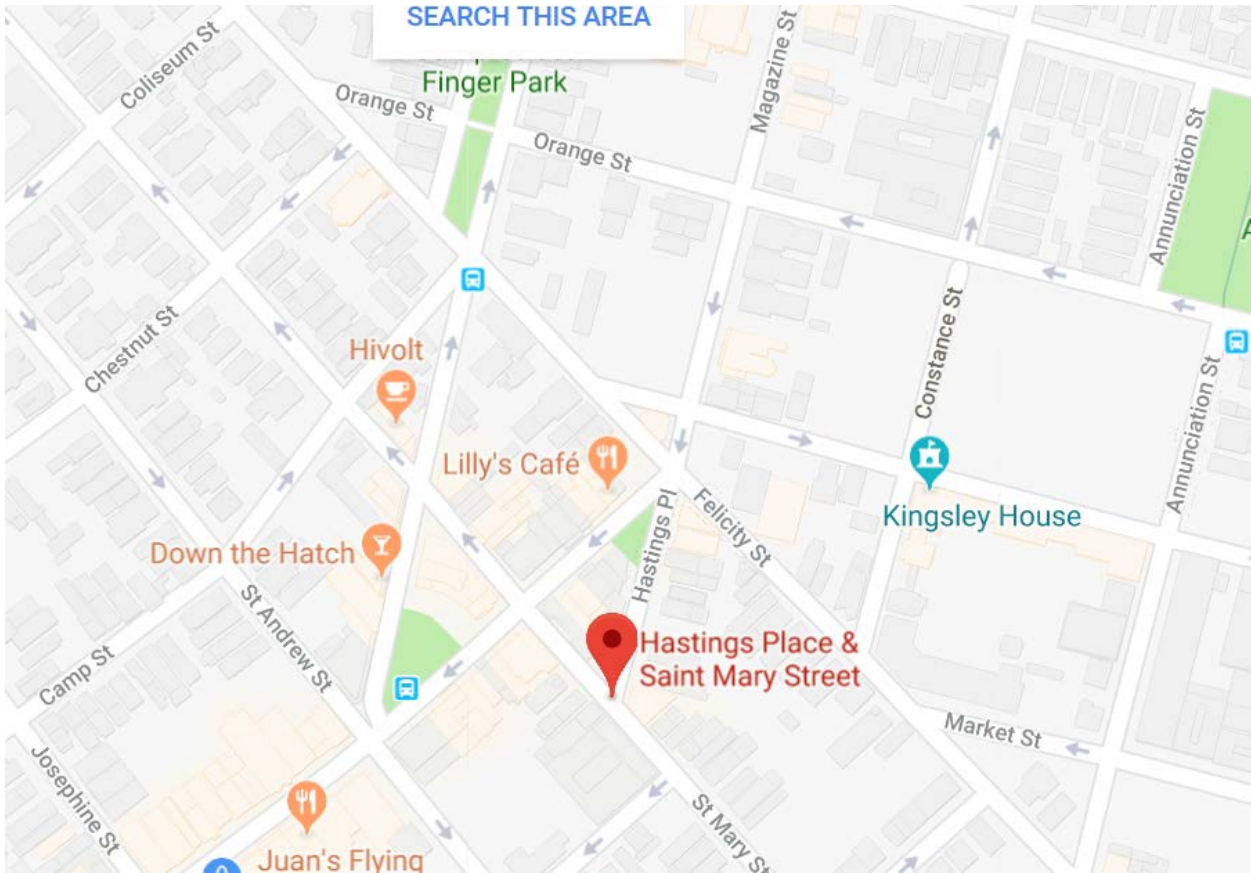 SEARCH THIS AREA
Finger Park
Coliseum St
Orange St
Orange St
Magazine St
Annunciation St
Chestnut St
Hivolt
Constance St
Annunciation St
Lilly's Café
Hastings Pl
Felicity St
Kingsley House
Down the Hatch
St Andrew St
Camp St
Hastings Place &
Saint Mary Street
Market St
Josephine St
St Mary St
Juan's Flying